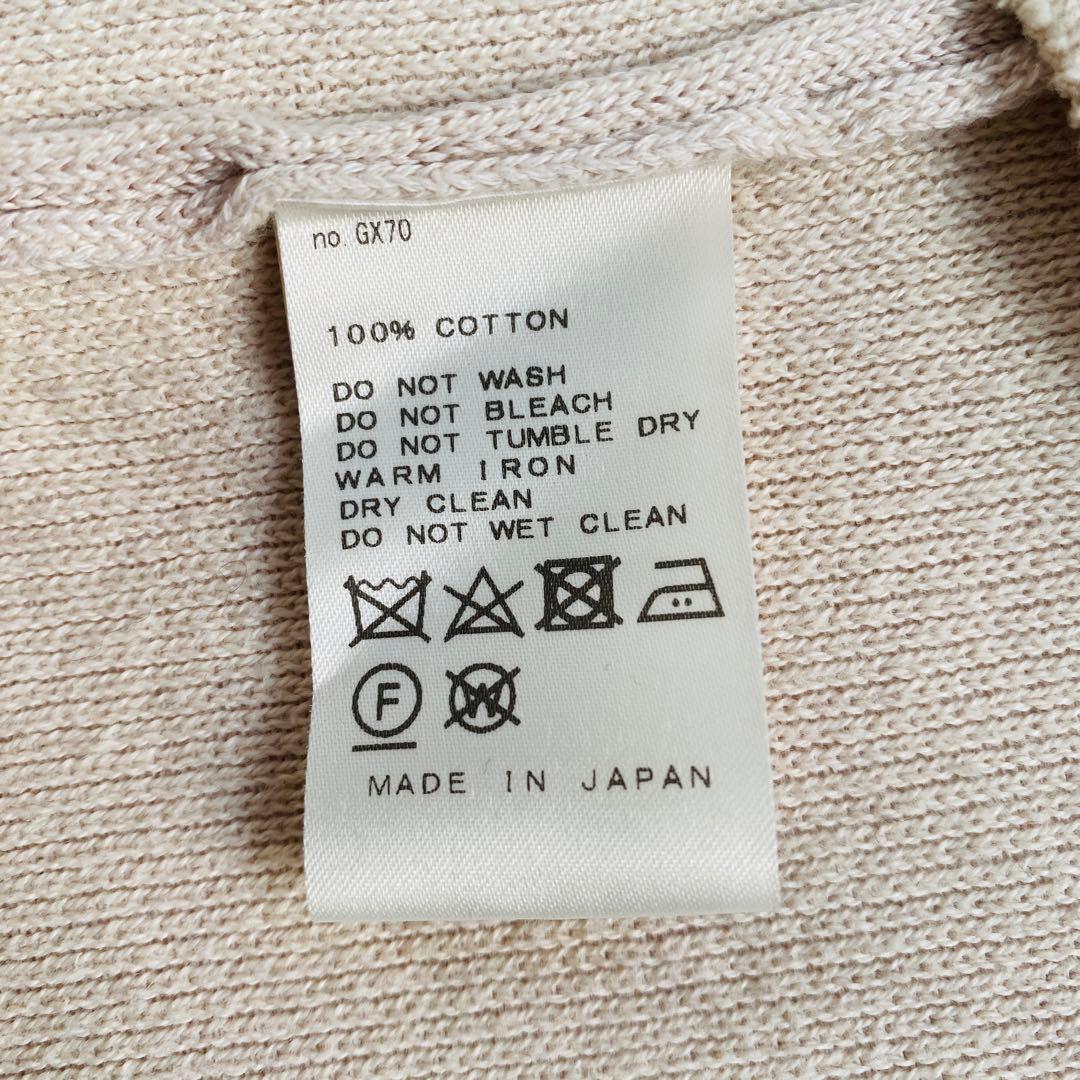 no. GX70
100% COTTON
DO NOT WASH
DO NOT BLEACH
DO NOT TUMBLE DRY
WARM IRON
DRY CLEAN
DO NOT WET CLEAN
F W
MADE IN JAPAN